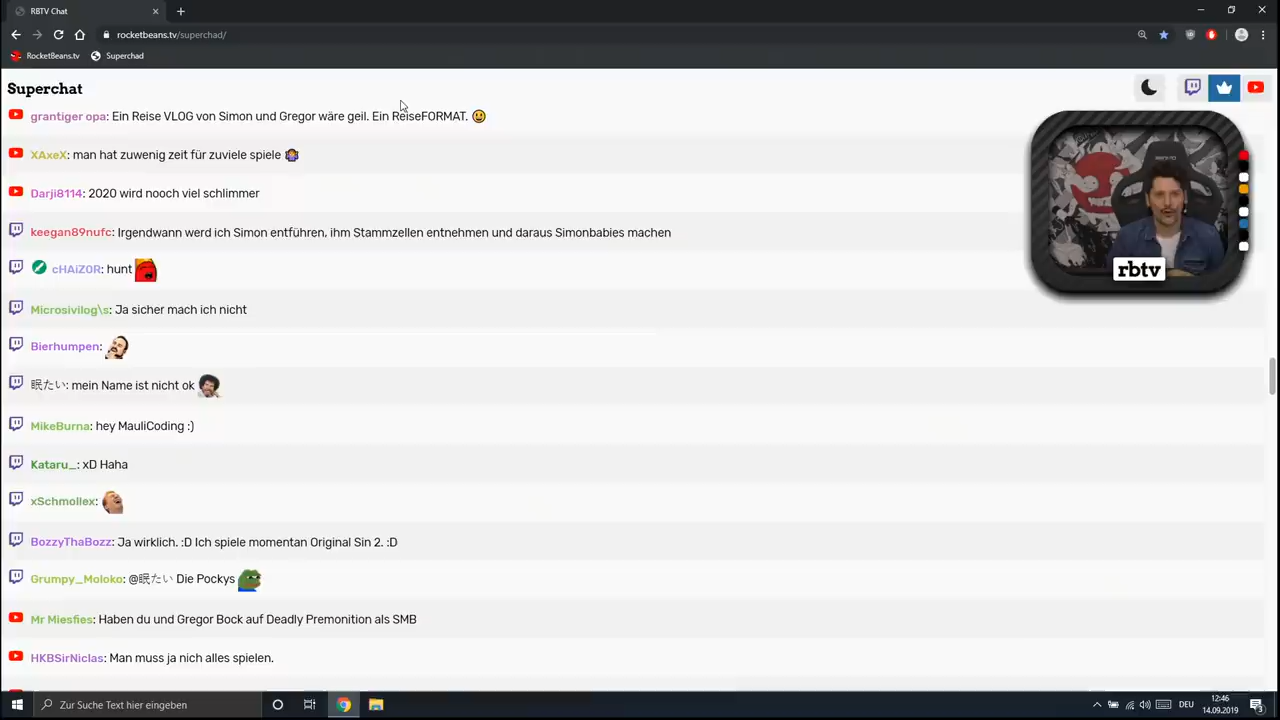 RBTV Chat
rocketbeans.tv/superchad/
RocketBeans.tv Superchad
Superchat
grantiger opa: Ein Reise VLOG von Simon und Gregor wäre geil. Ein ReiseFORMAT.
XAxeX: man hat zuwenig zeit für zuviele spiele
Darji8114: 2020 wird nooch viel schlimmer
keegan89nufc: Irgendwann werd ich Simon entführen, ihm Stammzellen entnehmen und daraus Simonbabies machen
cHAiZ0R: hunt
Microsivilog\s: Ja sicher mach ich nicht
Bierhumpen:
眠たい: mein Name ist nicht ok
MikeBurna: hey MauliCoding :)
Kataru_: xD Haha
xSchmollex:
BozzyThaBozz: Ja wirklich. :D Ich spiele momentan Original Sin 2. :D
Grumpy_Moloko: @眠たい Die Pockys
Mr Miesfies: Haben du und Gregor Bock auf Deadly Premonition als SMB
HKBSirNiclas: Man muss ja nich alles spielen.
rbtv
Zur Suche Text hier eingeben
DEU
12:46
14.09.2019
3